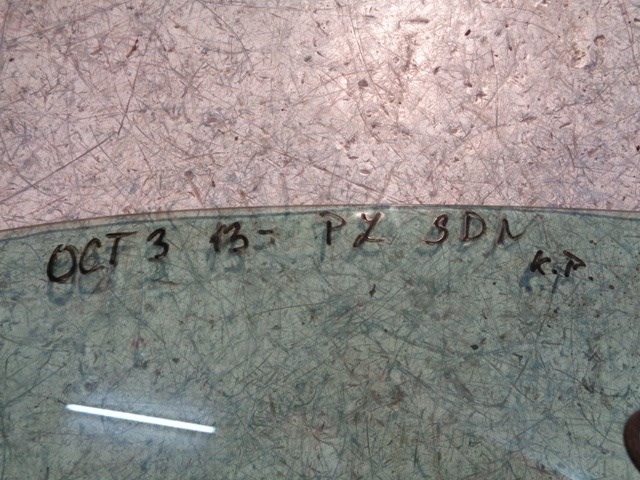 OCT 3 13- PZ SDN K.P.